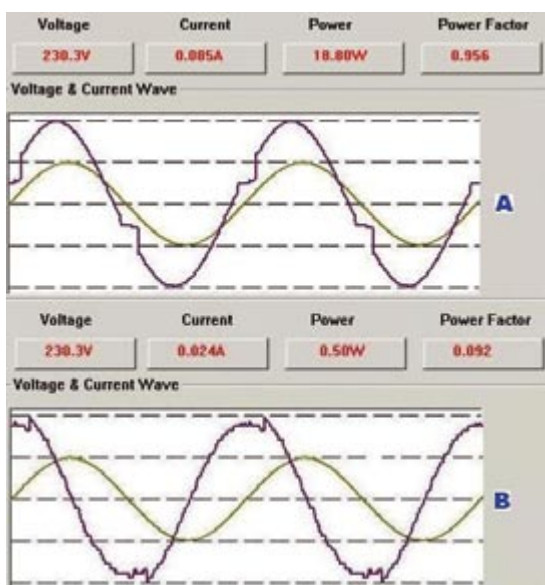 Voltage Current Power Power Factor
230.3V 0.085A 18.80W 0.956
Voltage & Current Wave
A
Voltage Current Power Power Factor
230.3V 0.024A 0.50W 0.092
Voltage & Current Wave
B